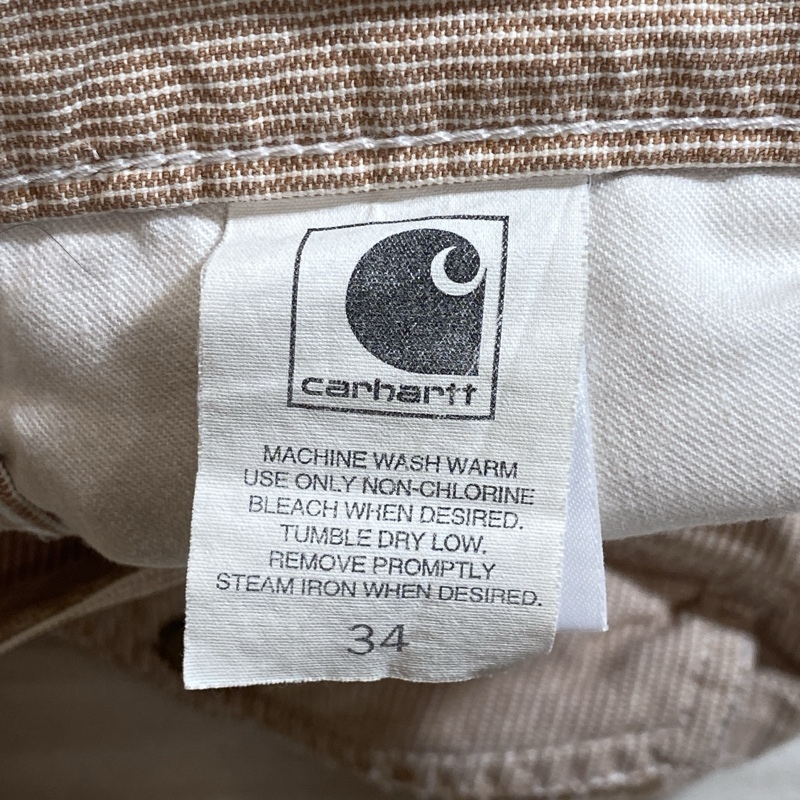 carhartt
MACHINE WASH WARM
USE ONLY NON-CHLORINE
BLEACH WHEN DESIRED.
TUMBLE DRY LOW.
REMOVE PROMPTLY
STEAM IRON WHEN DESIRED.
34